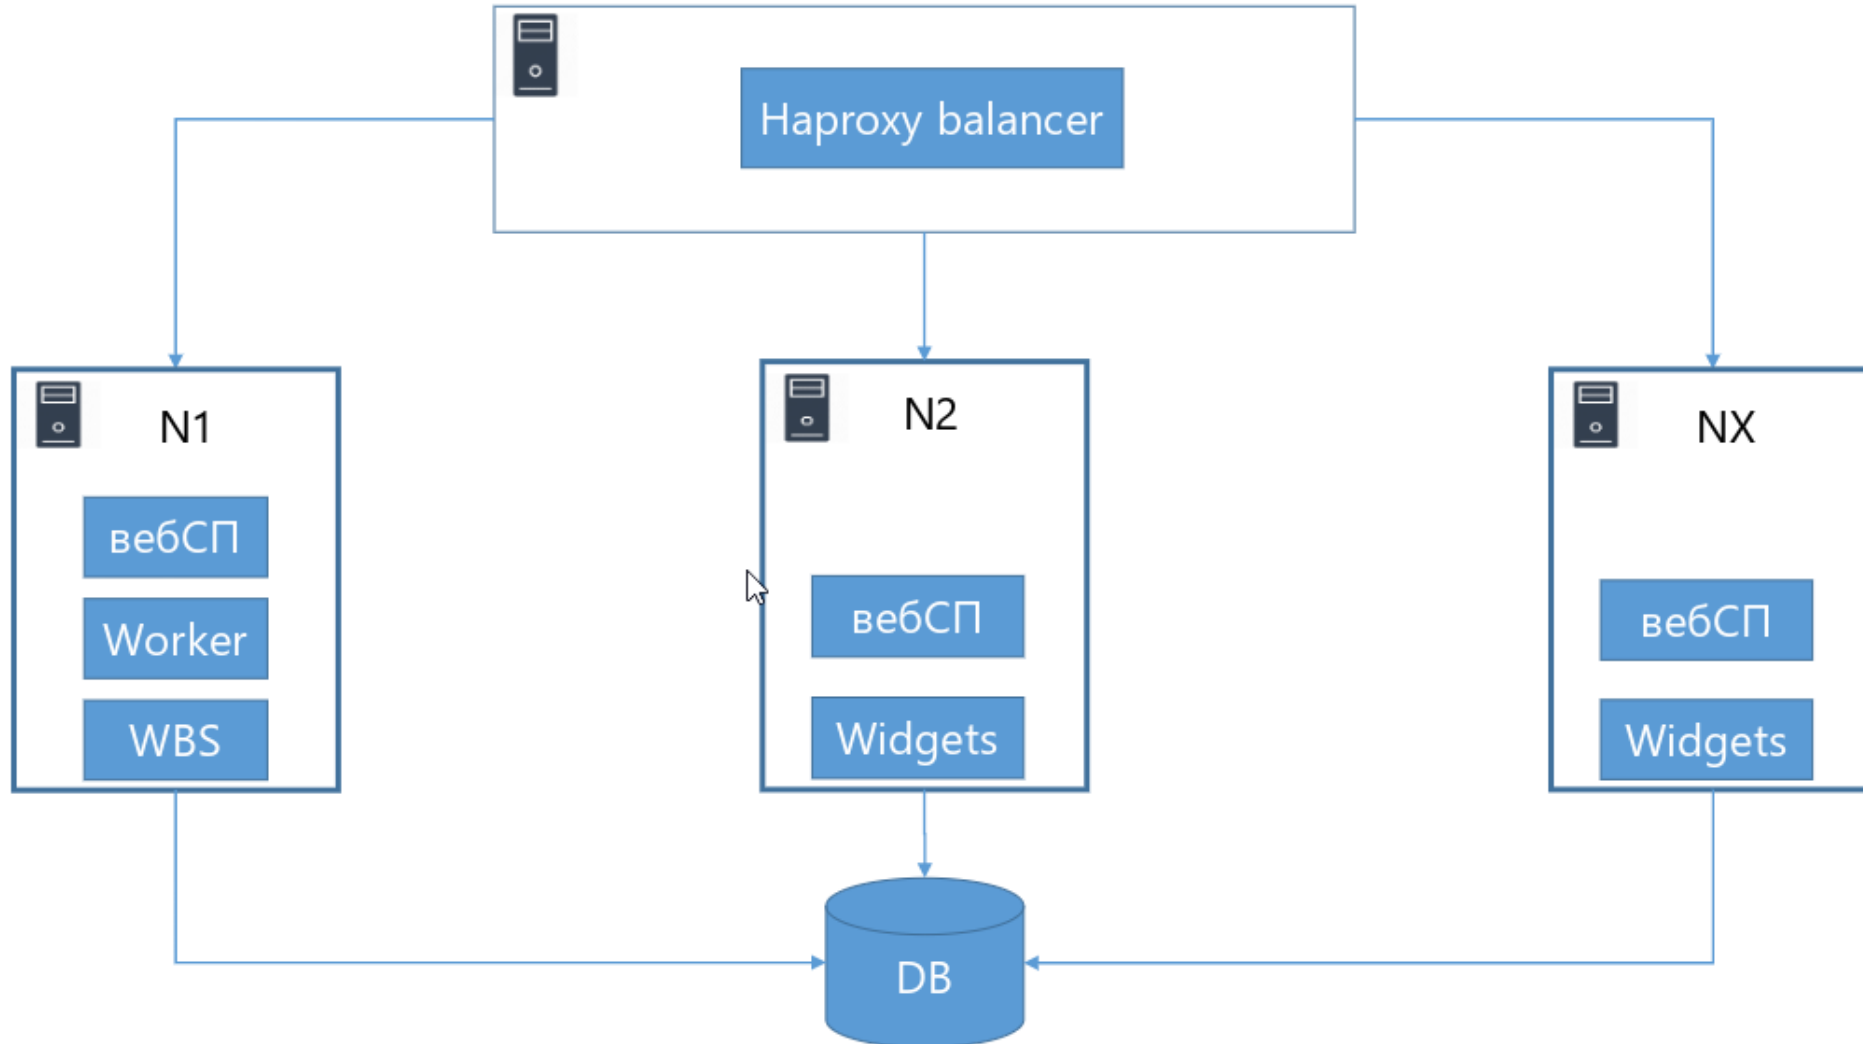 Haproxy balancer
N1
вебСП
Worker
WBS
N2
вебСП
Widgets
NX
вебСП
Widgets
DB